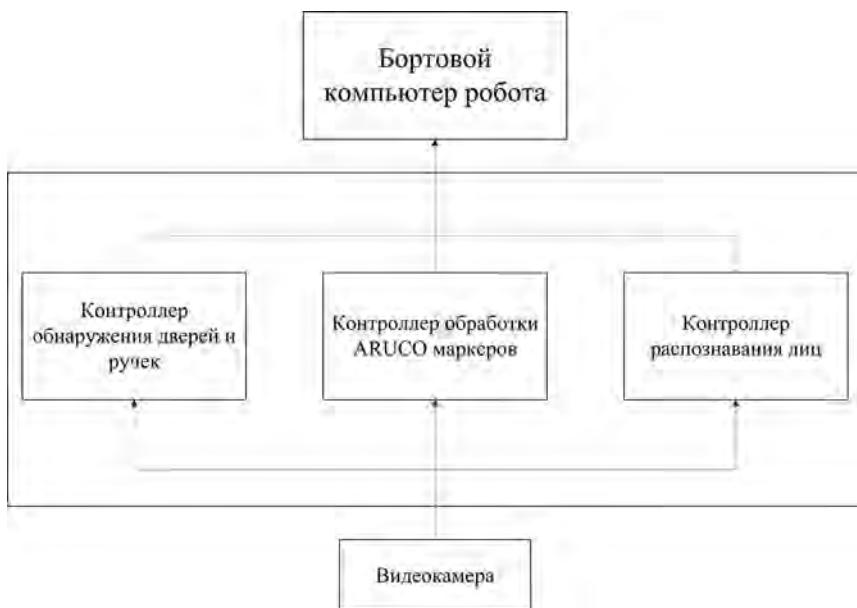 Бортовой
компьютер робота
Контроллер
обнаружения дверей и
ручек
Контроллер обработки
ARUCO маркеров
Контроллер
распознавания лиц
Видеокамера